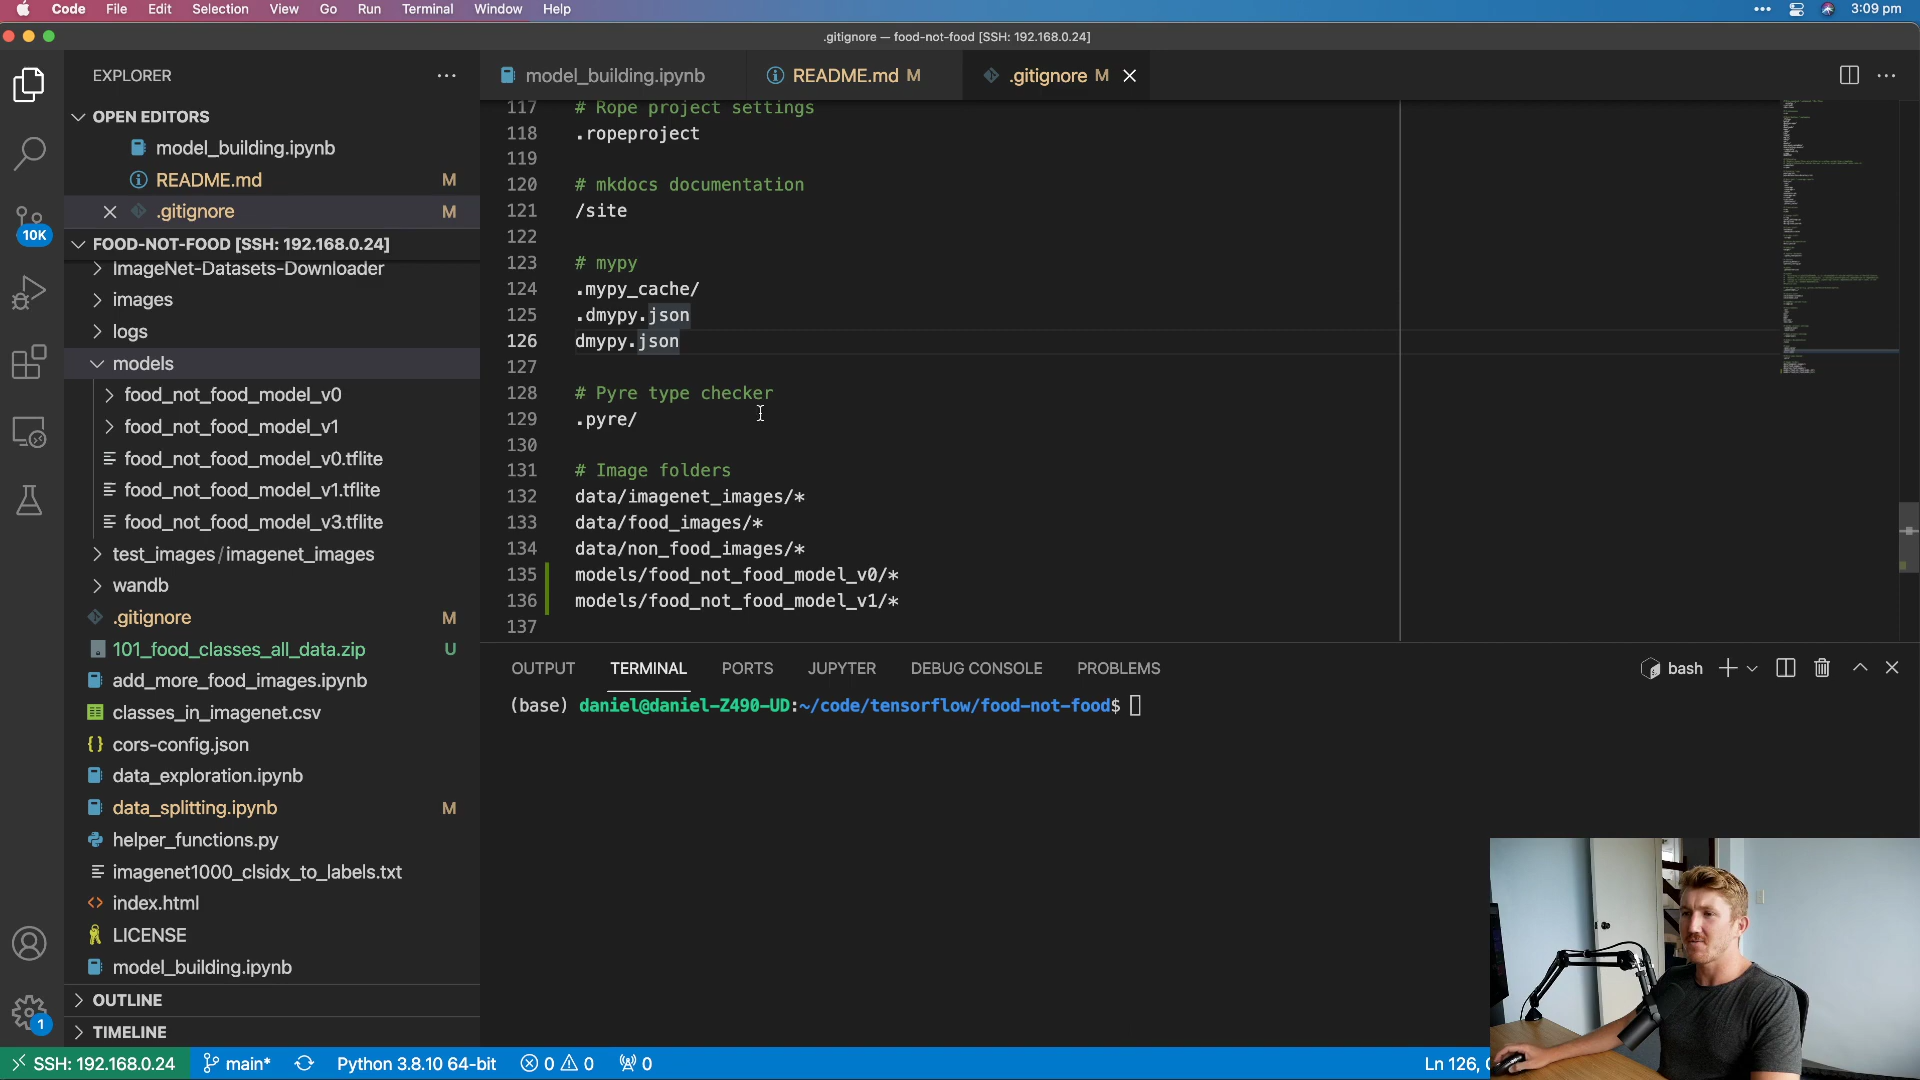 Code File Edit Selection View Go Run Terminal Window Help
3:09 pm
.gitignore — food-not-food [SSH: 192.168.0.24]
EXPLORER
OPEN EDITORS
model_building.ipynb
README.md M
.gitignore M
10K
FOOD-NOT-FOOD [SSH: 192.168.0.24]
ImageNet-Datasets-Downloader
images
logs
models
food_not_food_model_v0
food_not_food_model_v1
food_not_food_model_v0.tflite
food_not_food_model_v1.tflite
food_not_food_model_v3.tflite
test_images/imagenet_images
wandb
.gitignore M
101_food_classes_all_data.zip U
add_more_food_images.ipynb
classes_in_imagenet.csv
cors-config.json
data_exploration.ipynb
data_splitting.ipynb M
helper_functions.py
imagenet1000_clsidx_to_labels.txt
index.html
LICENSE
model_building.ipynb
OUTLINE
1
TIMELINE
model_building.ipynb README.md M .gitignore M
117 # Rope project settings
118 .ropeproject
119
120 # mkdocs documentation
121 /site
122
123 # mypy
124 .mypy_cache/
125 .dmypy.json
126 dmypy.json
127
128 # Pyre type checker
129 .pyre/
130
131 # Image folders
132 data/imagenet_images/*
133 data/food_images/*
134 data/non_food_images/*
135 models/food_not_food_model_v0/*
136 models/food_not_food_model_v1/*
137
OUTPUT TERMINAL PORTS JUPYTER DEBUG CONSOLE PROBLEMS
bash
(base) daniel@daniel-Z490-UD:~/code/tensorflow/food-not-food$
SSH: 192.168.0.24 main* Python 3.8.10 64-bit 0 0 0 Ln 126,